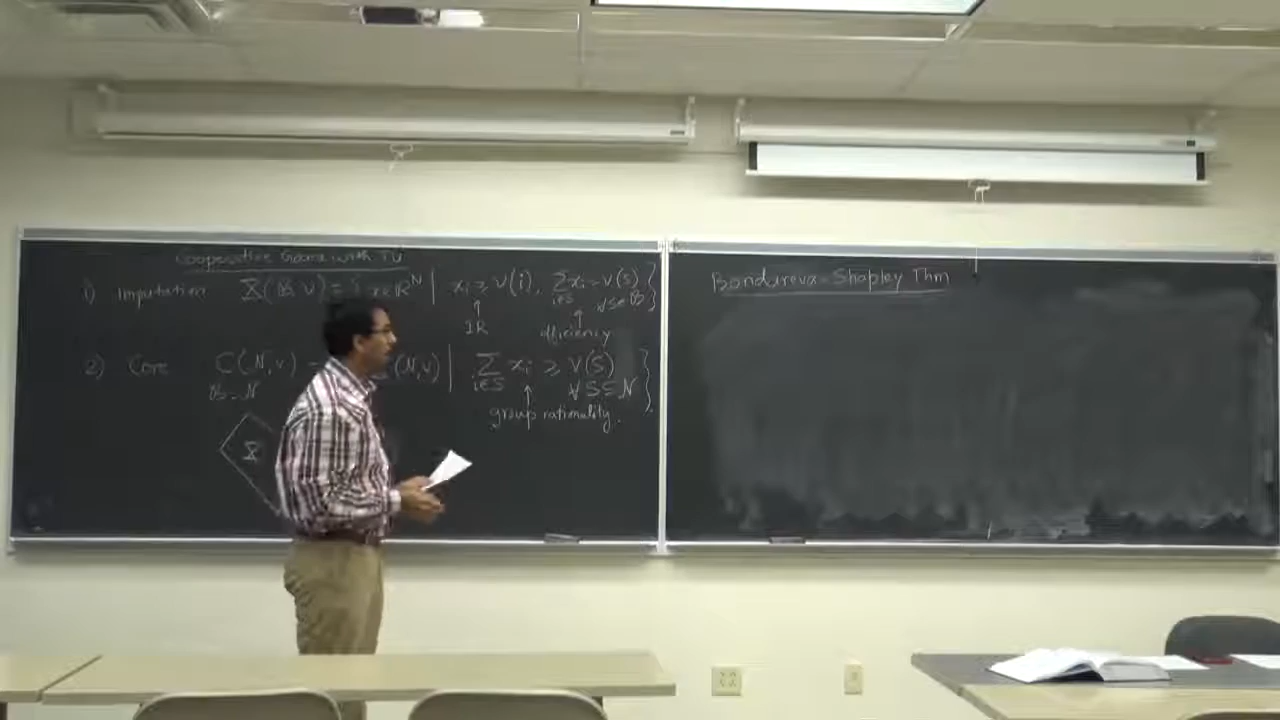 Cooperative Game with TU
1) Imputation X( v) = { x∈ℝᴺ | xᵢ ≥ v(i), Σ xᵢ = v(S) }
i∈S ∀S∈
↑ IR ↑ efficiency
2) Core C(N,v) = (N,v) | Σ xᵢ ≥ v(S) }
i∈S ∀ S⊆N
↑
group rationality.
X
Bondareva-Shapley Thm